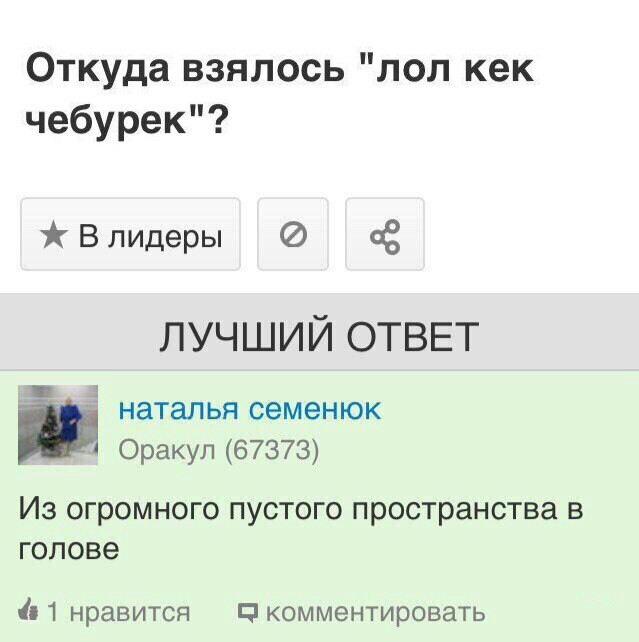 Откуда взялось "лол кек
чебурек"?
В лидеры
ЛУЧШИЙ ОТВЕТ
наталья семенюк
Оракул (67373)
Из огромного пустого пространства в
голове
1 нравится комментировать